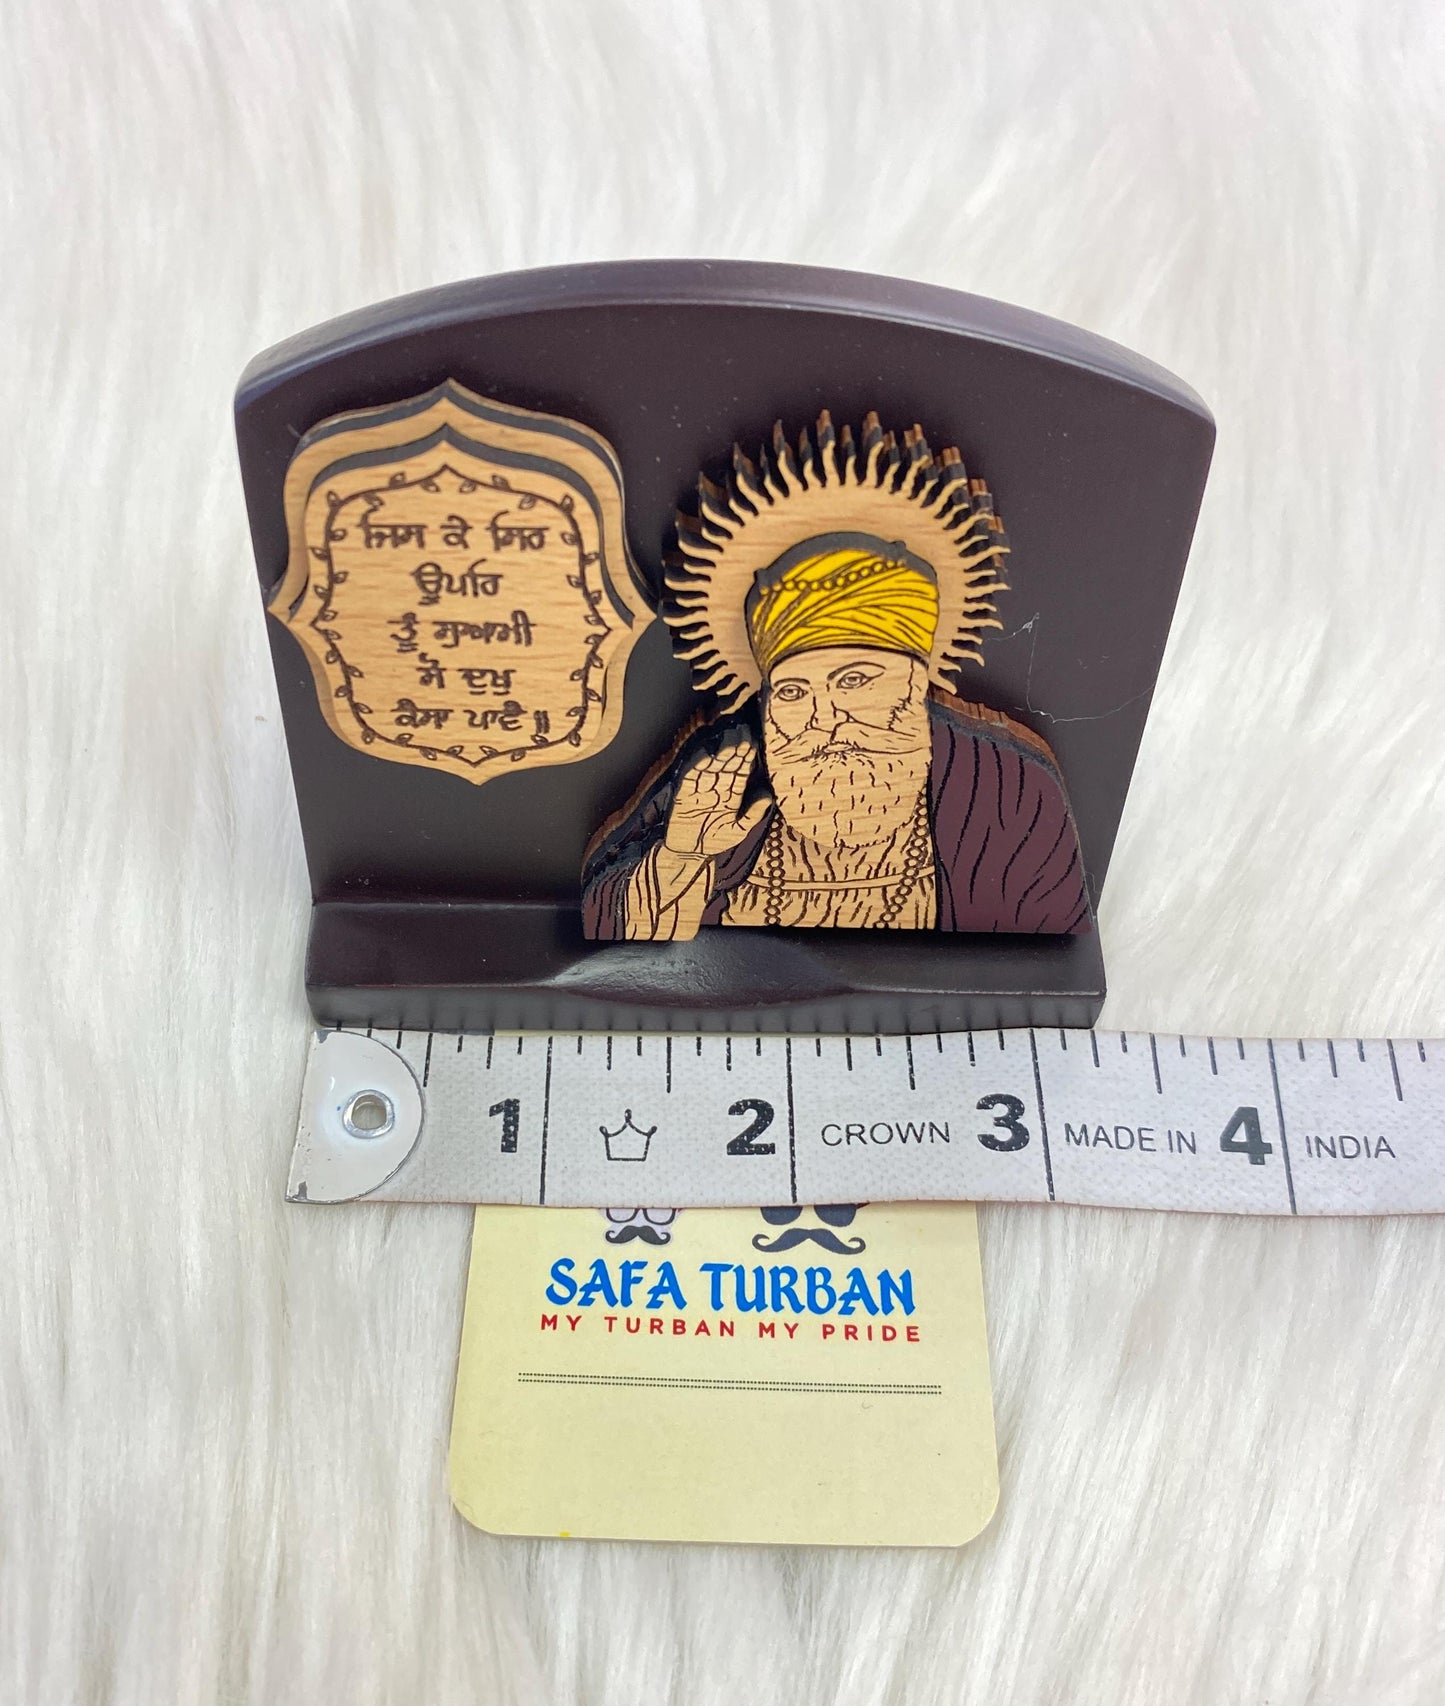 ਜਿਸ ਕੇ ਸਿਰ
ਊਪਰਿ
ਤੂੰ ਸੁਆਮੀ
ਸੋ ਦੁਖੁ
ਕੈਸਾ ਪਾਵੈ॥
1 2 CROWN 3 MADE IN 4 INDIA
SAFA TURBAN
MY TURBAN MY PRIDE